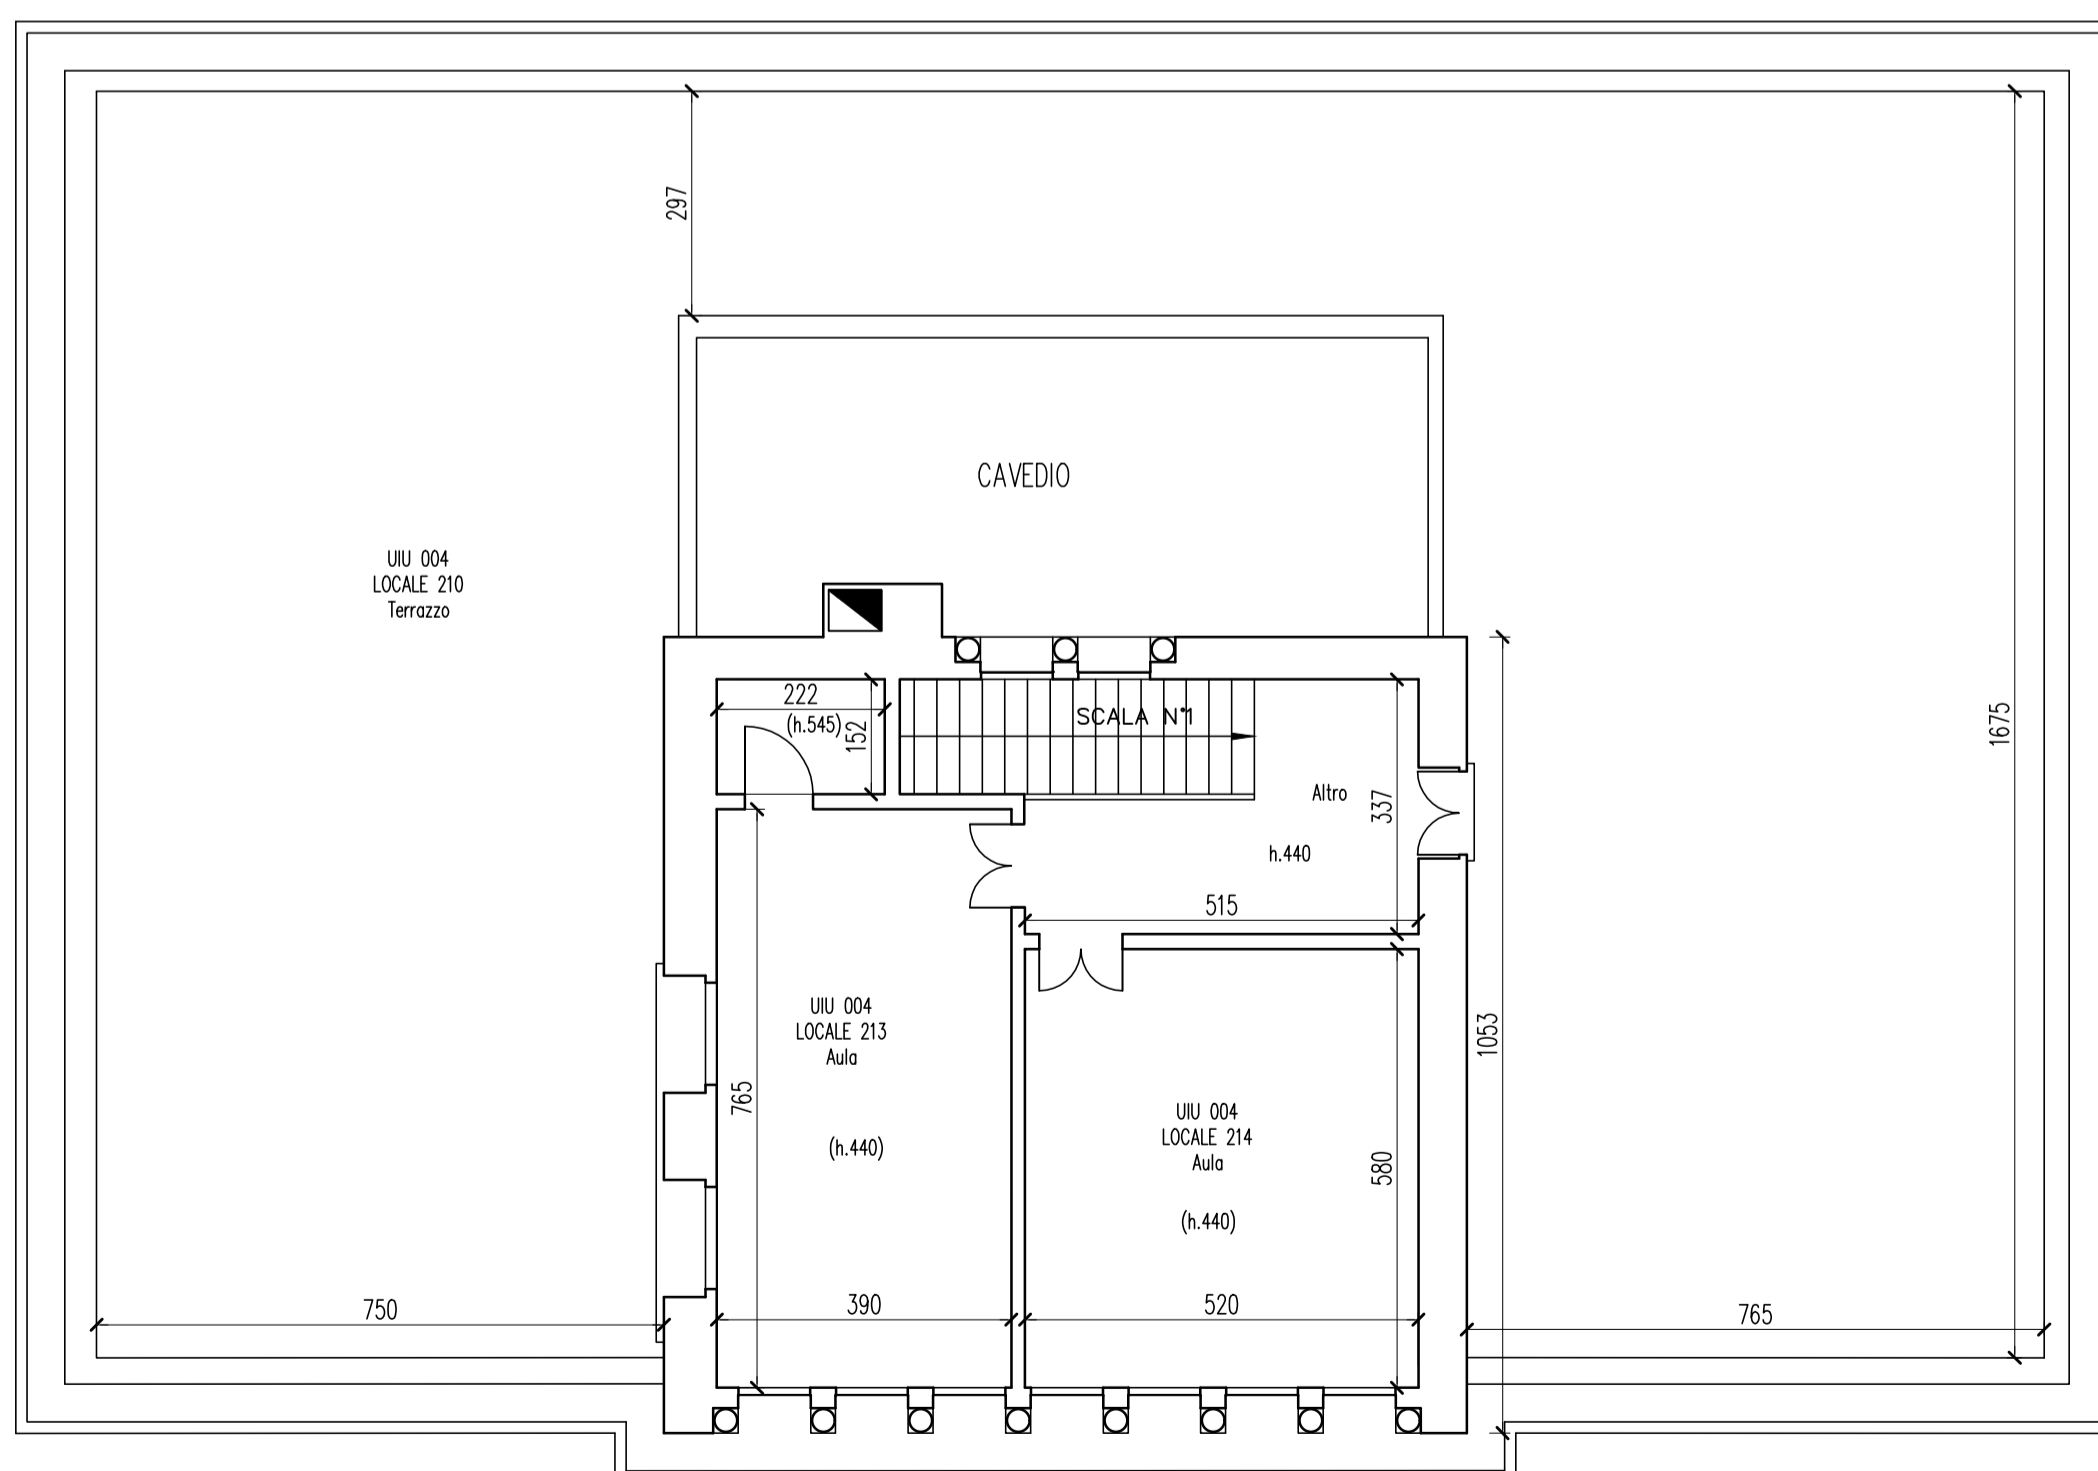 297
CAVEDIO
UIU 004
LOCALE 210
Terrazzo
222
(h.545)
152
SCALA N°1
1675
Altro
337
h.440
515
UIU 004
LOCALE 213
Aula
765
(h.440)
1053
UIU 004
LOCALE 214
Aula
580
(h.440)
750
390
520
765